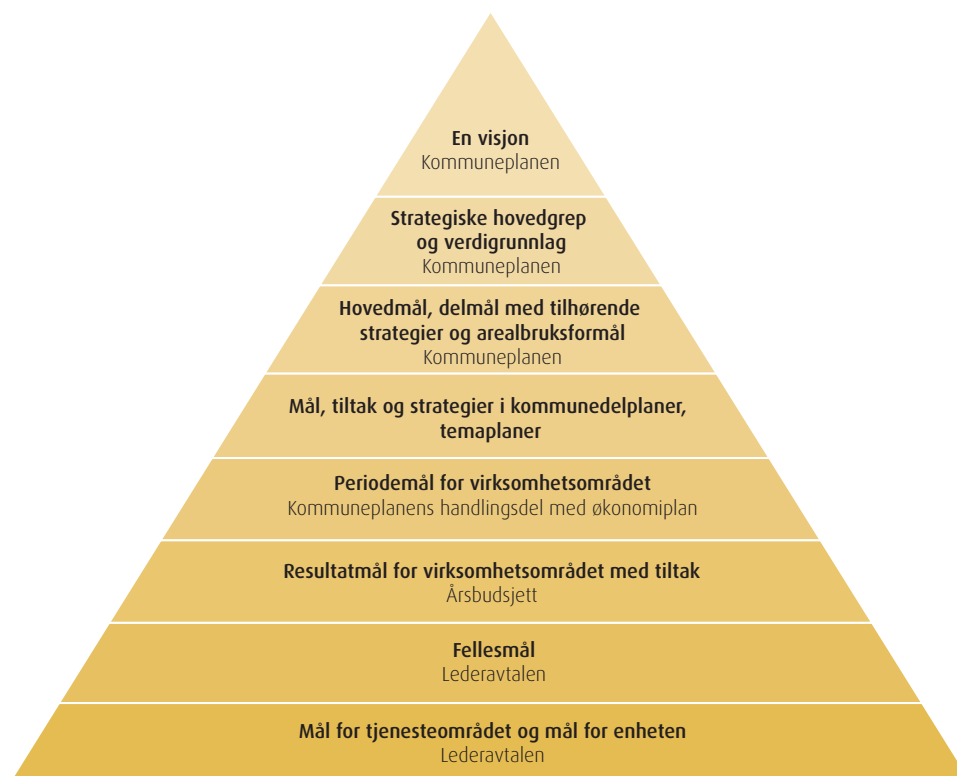 En visjon
Kommuneplanen
Strategiske hovedgrep
og verdigrunnlag
Kommuneplanen
Hovedmål, delmål med tilhørende
strategier og arealbruksformål
Kommuneplanen
Mål, tiltak og strategier i kommunedelplaner,
temaplaner
Periodemål for virksomhetsområdet
Kommuneplanens handlingsdel med økonomiplan
Resultatmål for virksomhetsområdet med tiltak
Årsbudsjett
Fellesmål
Lederavtalen
Mål for tjenesteområdet og mål for enheten
Lederavtalen